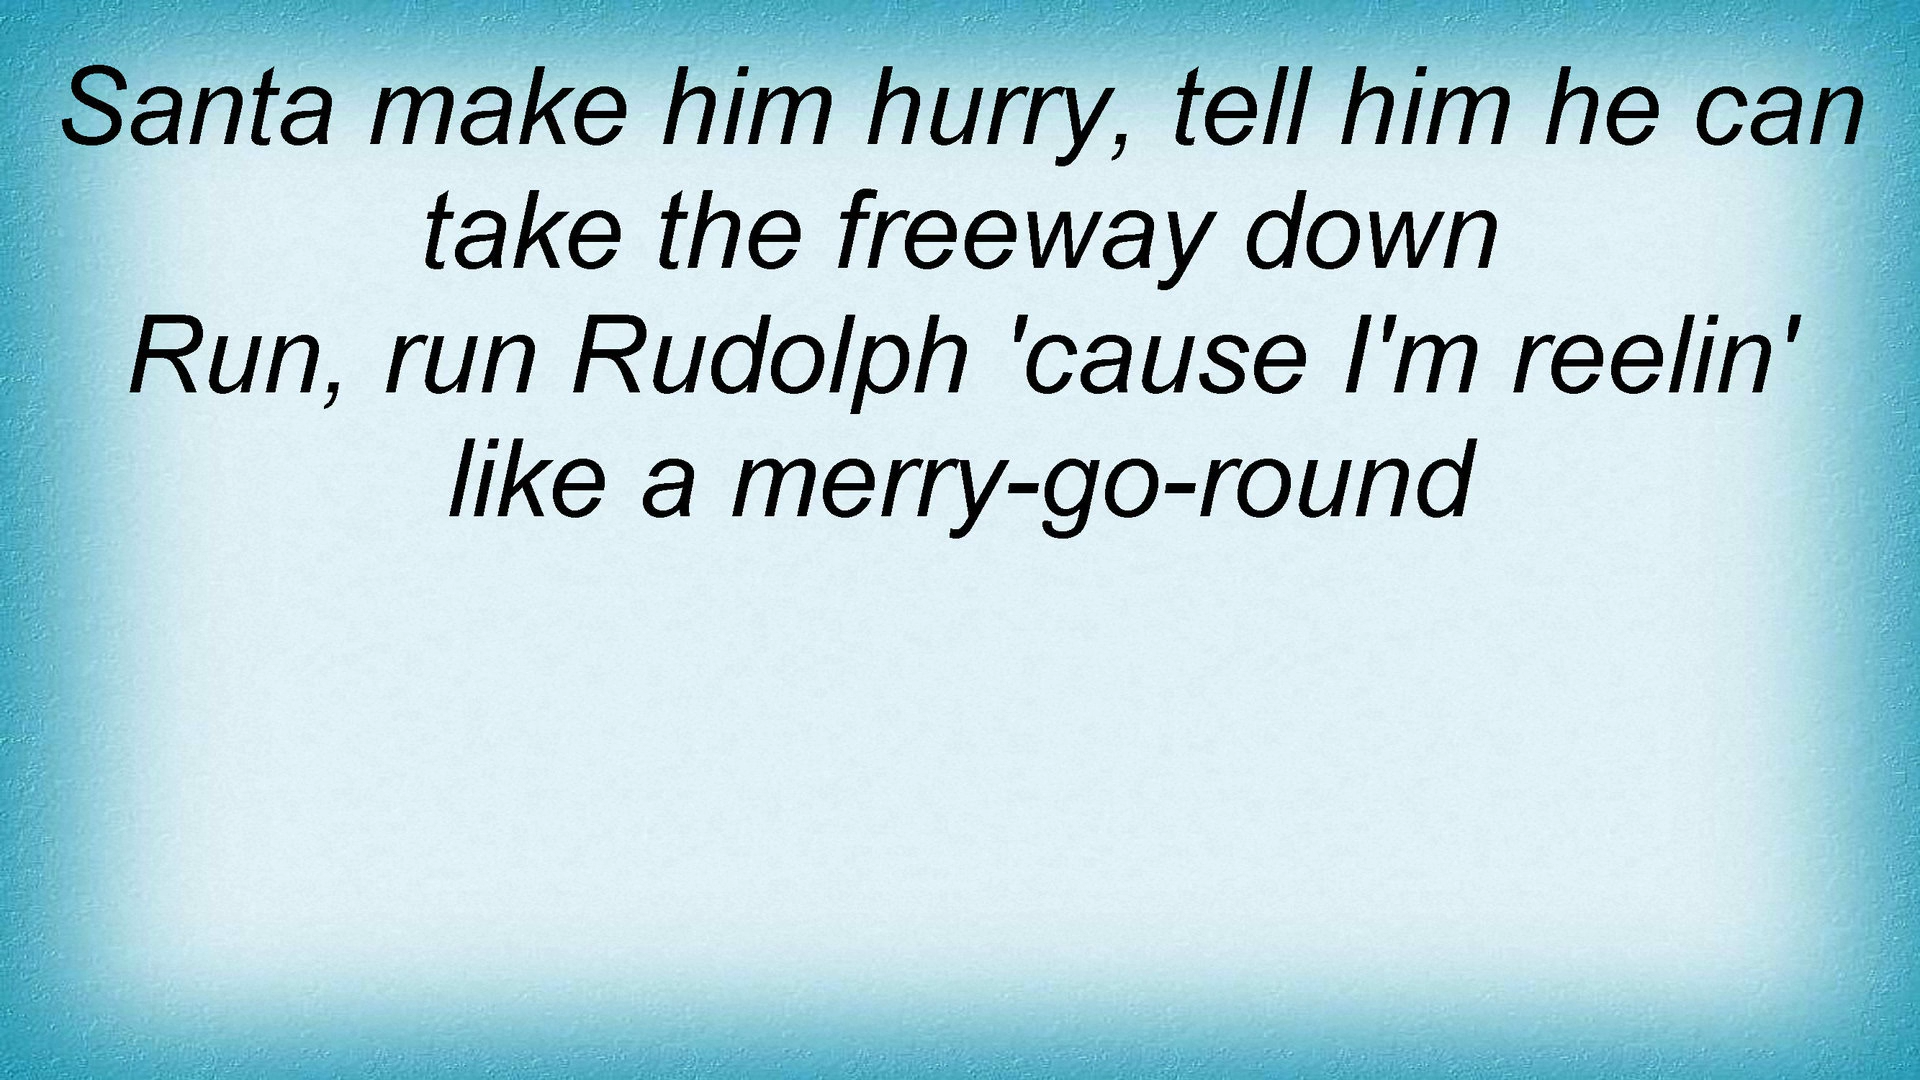 Santa make him hurry, tell him he can
take the freeway down
Run, run Rudolph 'cause I'm reelin'
like a merry-go-round